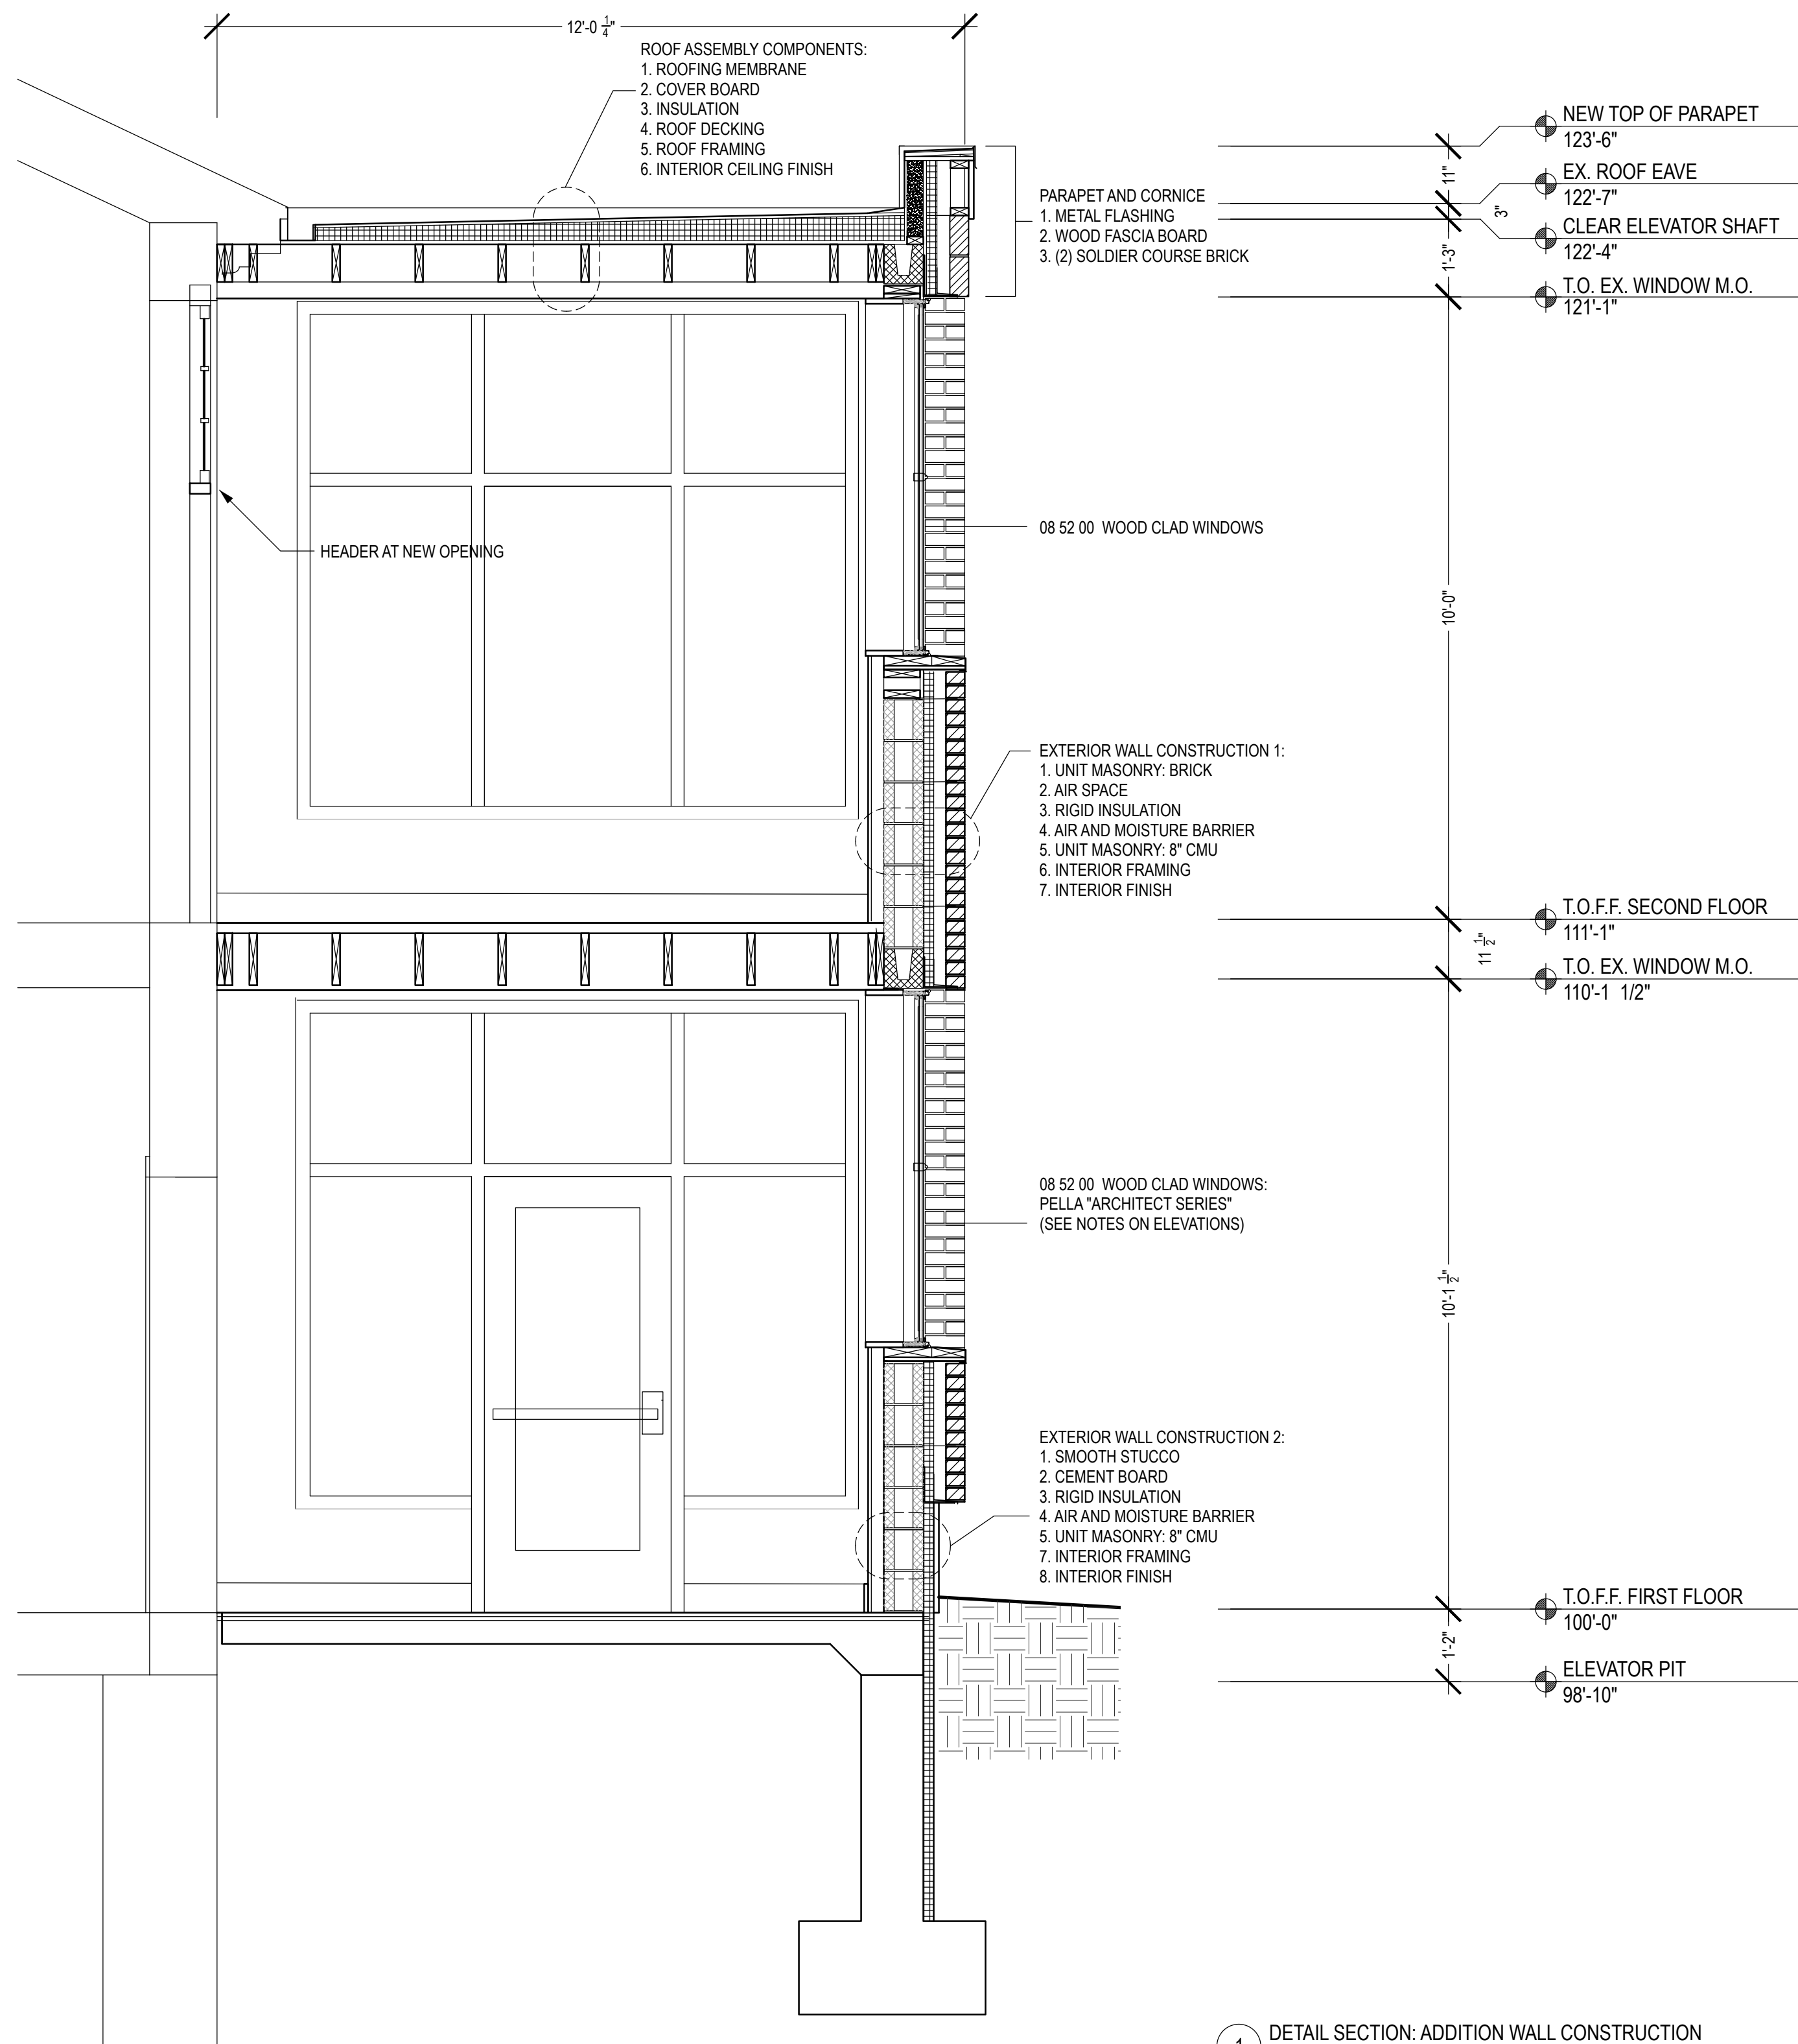 12'-0 1/4"
ROOF ASSEMBLY COMPONENTS:
1. ROOFING MEMBRANE
2. COVER BOARD
3. INSULATION
4. ROOF DECKING
5. ROOF FRAMING
6. INTERIOR CEILING FINISH
PARAPET AND CORNICE
1. METAL FLASHING
2. WOOD FASCIA BOARD
3. (2) SOLDIER COURSE BRICK
NEW TOP OF PARAPET
123'-6"
11"
EX. ROOF EAVE
122'-7"
3"
CLEAR ELEVATOR SHAFT
122'-4"
1'-3"
T.O. EX. WINDOW M.O.
121'-1"
HEADER AT NEW OPENING
08 52 00 WOOD CLAD WINDOWS
10'-0"
EXTERIOR WALL CONSTRUCTION 1:
1. UNIT MASONRY: BRICK
2. AIR SPACE
3. RIGID INSULATION
4. AIR AND MOISTURE BARRIER
5. UNIT MASONRY: 8" CMU
6. INTERIOR FRAMING
7. INTERIOR FINISH
T.O.F.F. SECOND FLOOR
111'-1"
11 1/2"
T.O. EX. WINDOW M.O.
110'-1 1/2"
08 52 00 WOOD CLAD WINDOWS:
PELLA "ARCHITECT SERIES"
(SEE NOTES ON ELEVATIONS)
10'-1 1/2"
EXTERIOR WALL CONSTRUCTION 2:
1. SMOOTH STUCCO
2. CEMENT BOARD
3. RIGID INSULATION
4. AIR AND MOISTURE BARRIER
5. UNIT MASONRY: 8" CMU
7. INTERIOR FRAMING
8. INTERIOR FINISH
T.O.F.F. FIRST FLOOR
100'-0"
1'-2"
ELEVATOR PIT
98'-10"
1
DETAIL SECTION: ADDITION WALL CONSTRUCTION